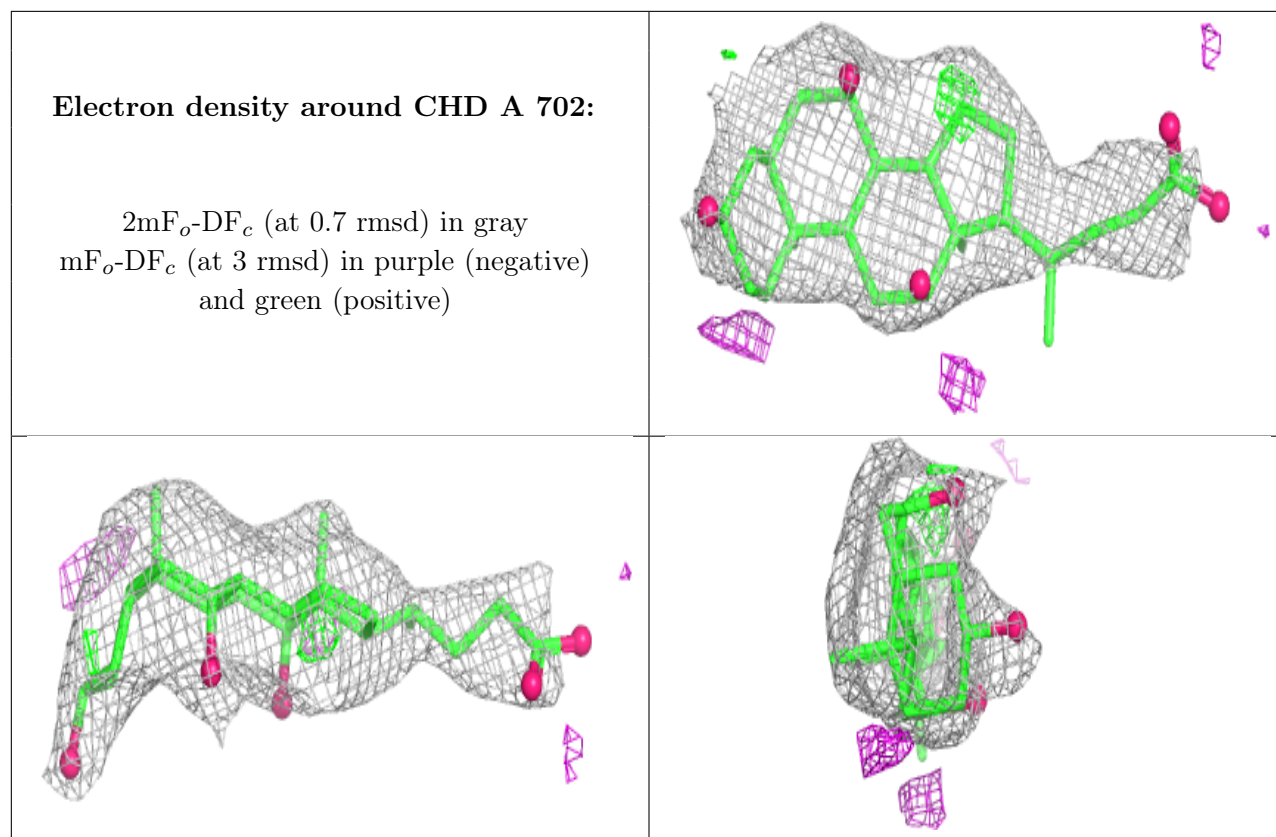 Electron density around CHD A 702:
2mFₒ-DF𝒸 (at 0.7 rmsd) in gray
mFₒ-DF𝒸 (at 3 rmsd) in purple (negative)
and green (positive)